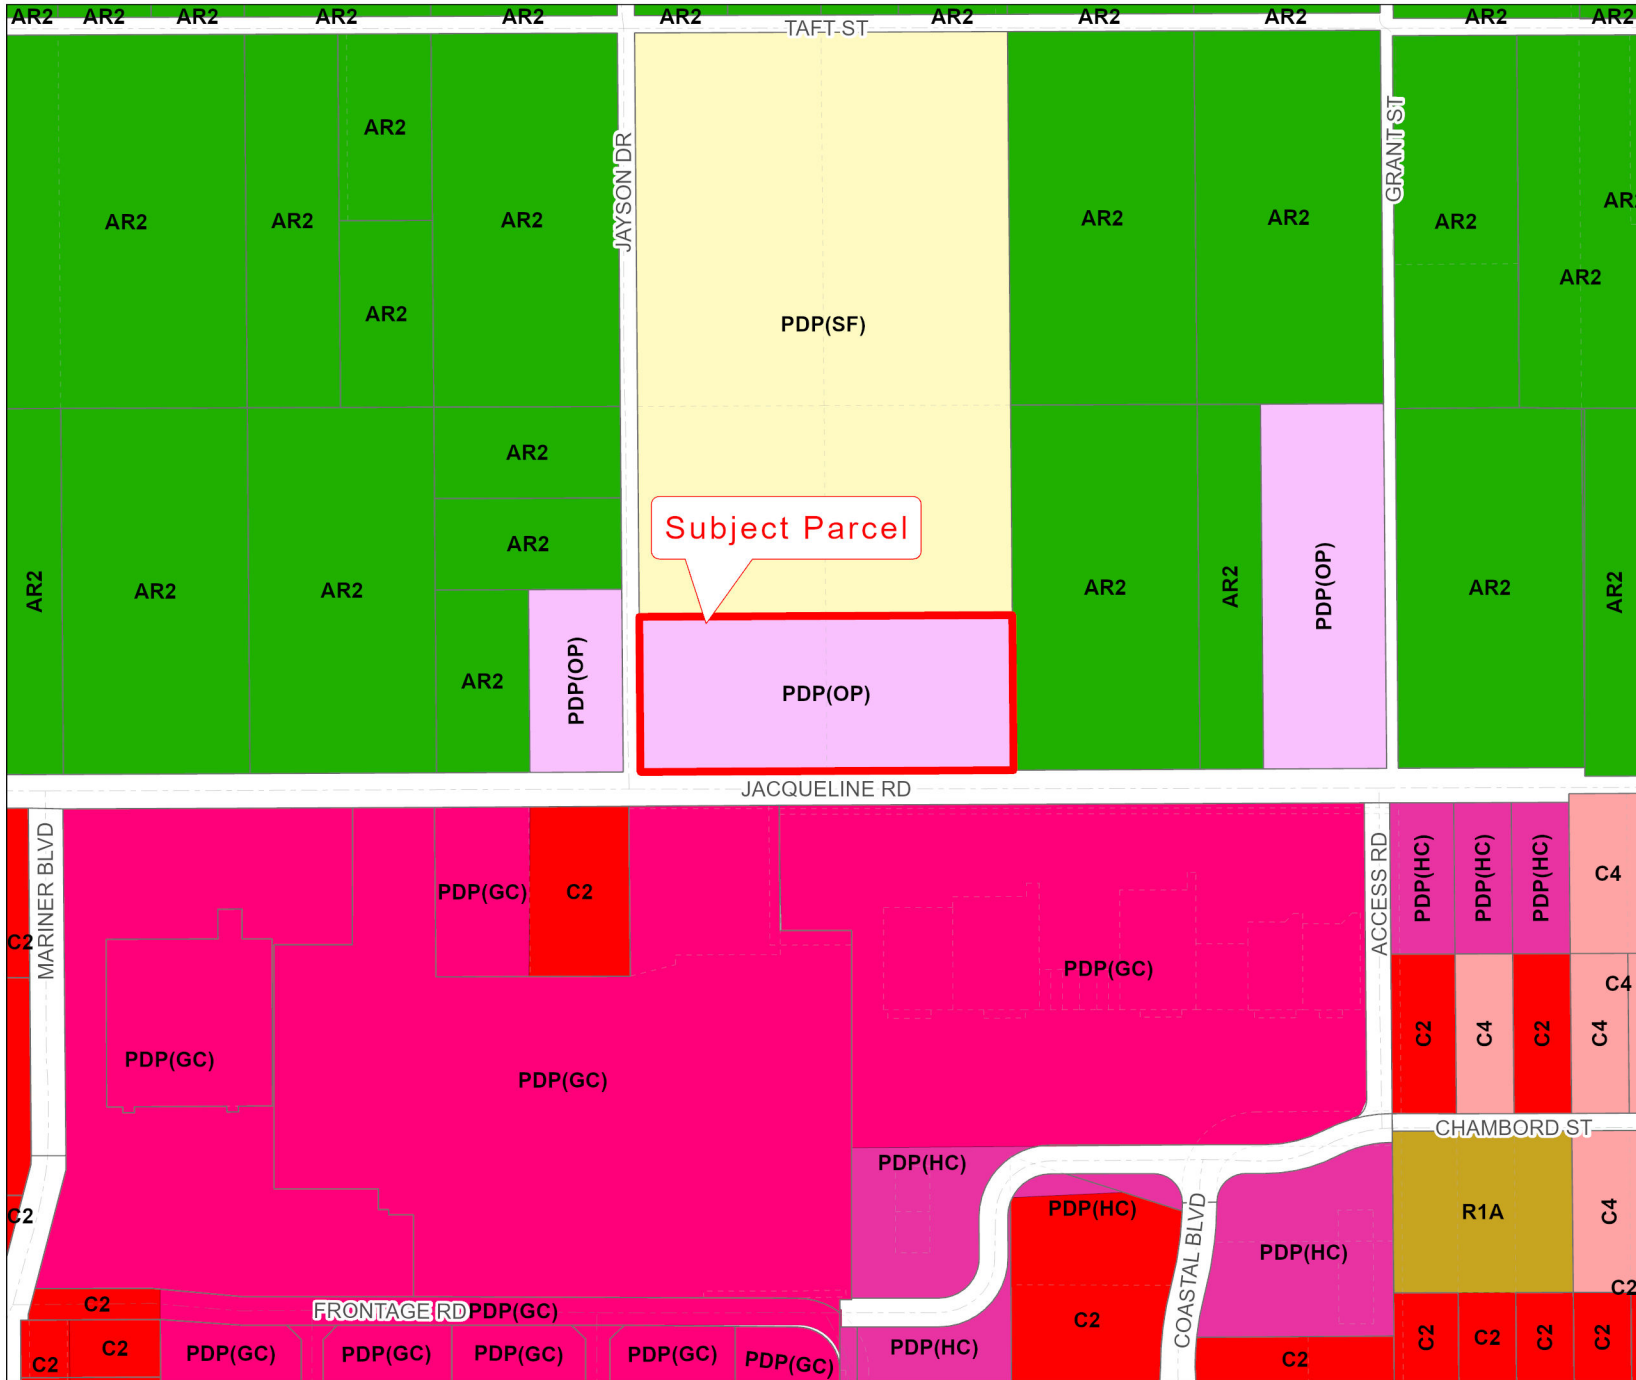 AR2 AR2 AR2 AR2 AR2 AR2 AR2 AR2 AR2 AR2 AR2
TAFT ST
AR2
JAYSON DR
GRANT ST
AR2 AR2 AR2 AR2 AR2 AR2
AR
AR2
AR2
PDP(SF)
AR2
Subject Parcel
AR2
AR2 AR2 AR2 AR2 AR2 PDP(OP) AR2 AR2
AR2 PDP(OP) PDP(OP)
JACQUELINE RD
MARINER BLVD
ACCESS RD
PDP(GC) C2 PDP(HC) PDP(HC) PDP(HC) C4
C2
PDP(GC)
C4
PDP(GC) PDP(GC) C2 C4 C2 C4
CHAMBORD ST
PDP(HC)
C2
PDP(HC) R1A C4
COASTAL BLVD
PDP(HC)
C2
C2 FRONTAGE RD PDP(GC)
C2
C2 C2 PDP(GC) PDP(GC) PDP(GC) PDP(GC) PDP(GC) PDP(HC) C2 C2 C2 C2 C2